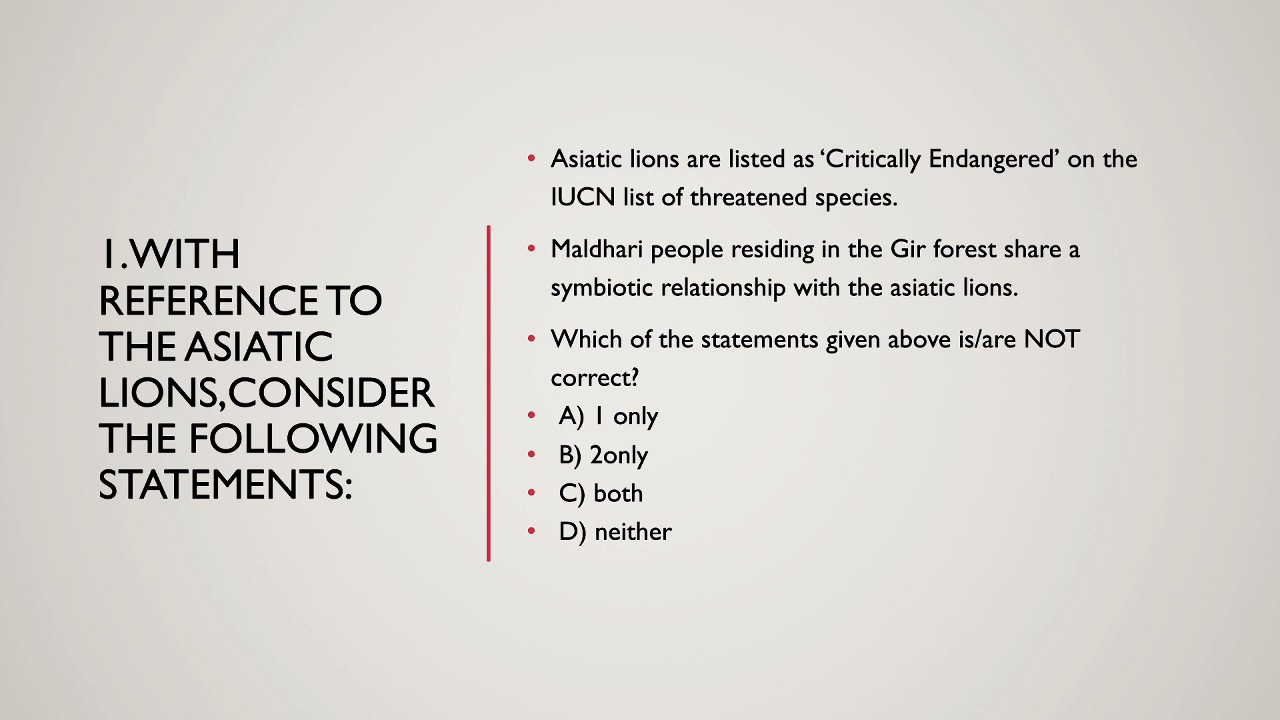 1.WITH
REFERENCE TO
THE ASIATIC
LIONS,CONSIDER
THE FOLLOWING
STATEMENTS:
• Asiatic lions are listed as ‘Critically Endangered’ on the
IUCN list of threatened species.
• Maldhari people residing in the Gir forest share a
symbiotic relationship with the asiatic lions.
• Which of the statements given above is/are NOT
correct?
• A) 1 only
• B) 2only
• C) both
• D) neither